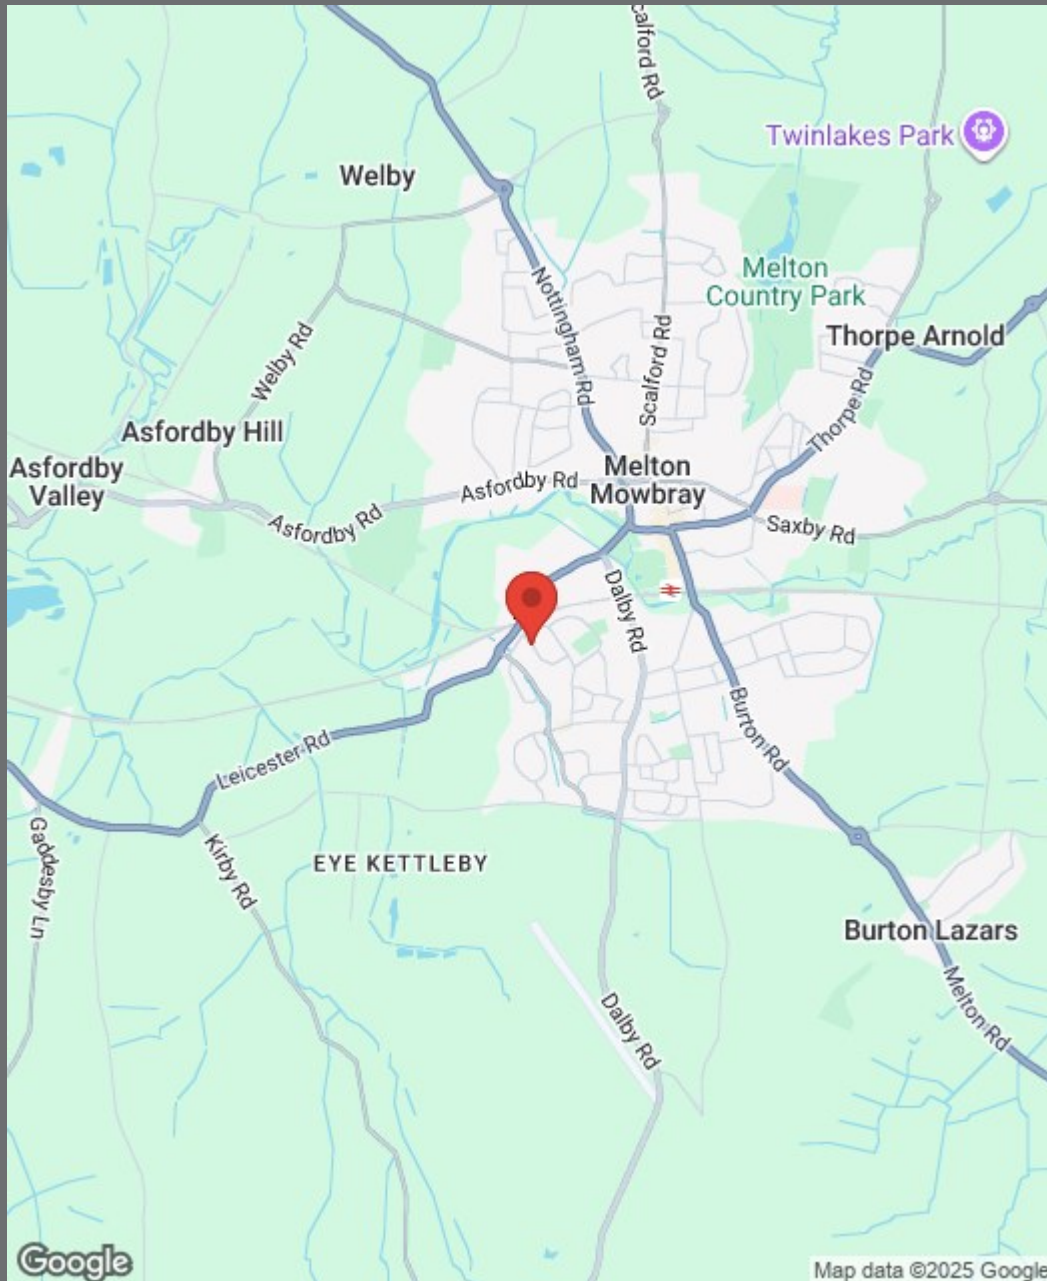 Scalford Rd
Twinlakes Park
Welby
Melton
Country Park
Nottingham Rd
Scalford Rd
Thorpe Arnold
Welby Rd
Thorpe Rd
Asfordby Hill
Asfordby
Valley
Melton
Mowbray
Asfordby Rd
Asfordby Rd
Saxby Rd
Dalby Rd
Burton Rd
Leicester Rd
Gaddesby Ln
Kirby Rd
EYE KETTLEBY
Burton Lazars
Melton Rd
Dalby Rd
Google
Map data ©2025 Google